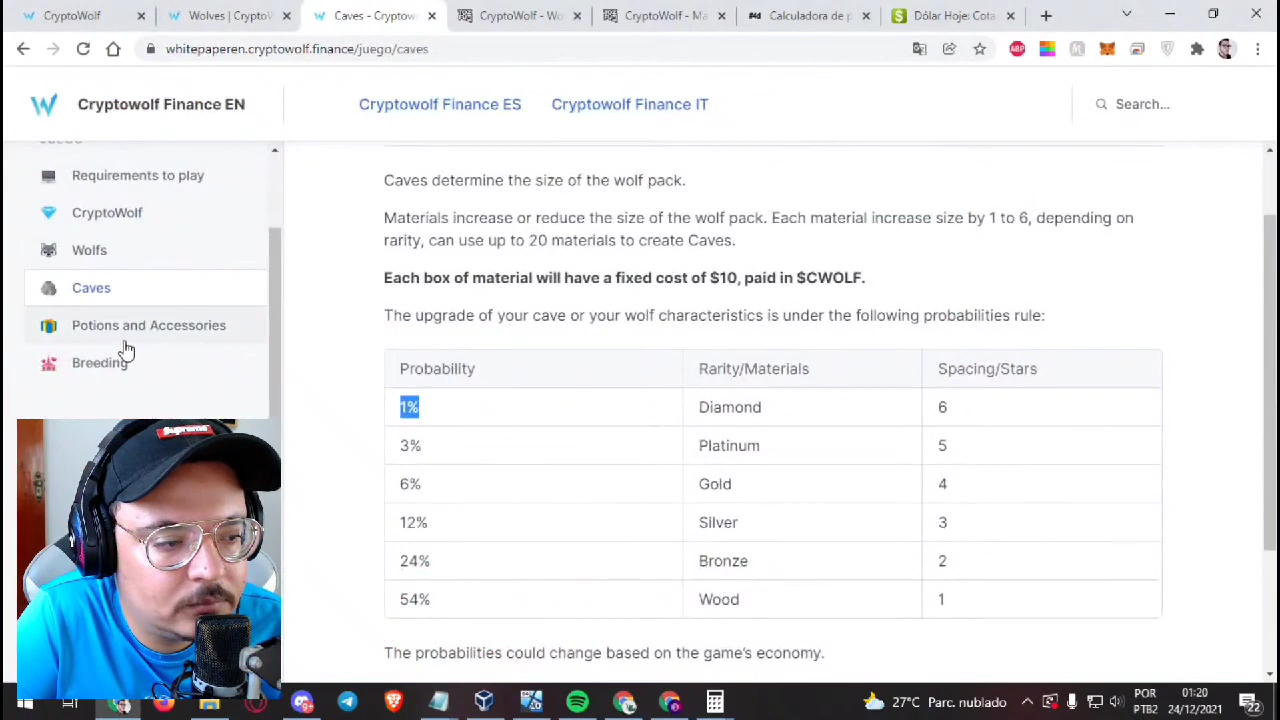 CryptoWolf
Wolves | CryptoW
Caves - Cryptow
CryptoWolf - Wo
CryptoWolf - Ma
Calculadora de p
Dólar Hoje: Cota
whitepaperen.cryptowolf.finance/juego/caves
Cryptowolf Finance EN
Cryptowolf Finance ES
Cryptowolf Finance IT
Search...
Requirements to play
CryptoWolf
Wolfs
Caves
Potions and Accessories
Breeding
Caves determine the size of the wolf pack.
Materials increase or reduce the size of the wolf pack. Each material increase size by 1 to 6, depending on
rarity, can use up to 20 materials to create Caves.
Each box of material will have a fixed cost of $10, paid in $CWOLF.
The upgrade of your cave or your wolf characteristics is under the following probabilities rule:
Probability Rarity/Materials Spacing/Stars
1% Diamond 6
3% Platinum 5
6% Gold 4
12% Silver 3
24% Bronze 2
54% Wood 1
The probabilities could change based on the game's economy.
Supreme
27°C Parc. nublado
POR
PTB2
01:20
24/12/2021
22